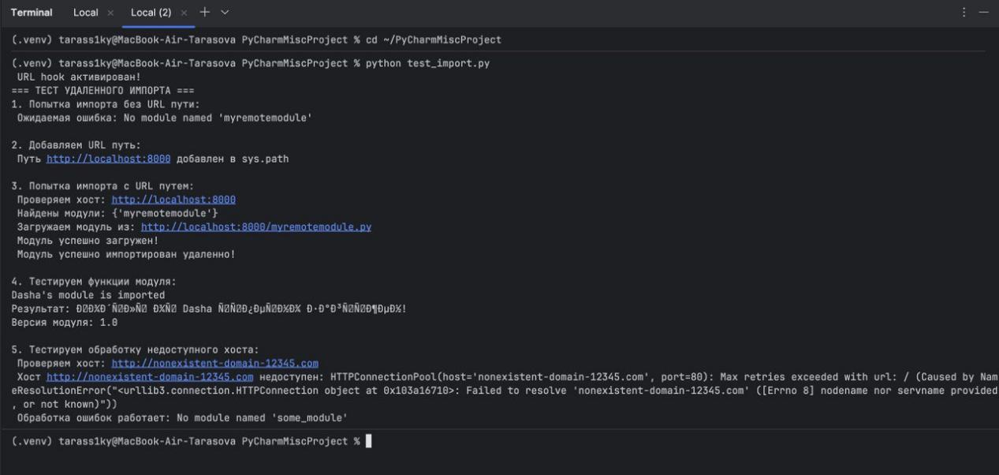 Terminal Local × Local (2) × +
(.venv) tarass1ky@MacBook-Air-Tarasova PyCharmMiscProject % cd ~/PyCharmMiscProject
(.venv) tarass1ky@MacBook-Air-Tarasova PyCharmMiscProject % python test_import.py
URL hook активирован!
=== ТЕСТ УДАЛЕННОГО ИМПОРТА ===
1. Попытка импорта без URL пути:
Ожидаемая ошибка: No module named 'myremotemodule'
2. Добавляем URL путь:
Путь http://localhost:8000 добавлен в sys.path
3. Попытка импорта с URL путем:
Проверяем хост: http://localhost:8000
Найдены модули: {'myremotemodule'}
Загружаем модуль из: http://localhost:8000/myremotemodule.py
Модуль успешно загружен!
Модуль успешно импортирован удаленно!
4. Тестируем функции модуля:
Dasha's module is imported
Результат: Dasha
Версия модуля: 1.0
5. Тестируем обработку недоступного хоста:
Проверяем хост: http://nonexistent-domain-12345.com
Хост http://nonexistent-domain-12345.com недоступен: HTTPConnectionPool(host='nonexistent-domain-12345.com', port=80): Max retries exceeded with url: / (Caused by Nam
eResolutionError("<urllib3.connection.HTTPConnection object at 0x103a16710>: Failed to resolve 'nonexistent-domain-12345.com' ([Errno 8] nodename nor servname provided
, or not known)"))
Обработка ошибок работает: No module named 'some_module'
(.venv) tarass1ky@MacBook-Air-Tarasova PyCharmMiscProject %